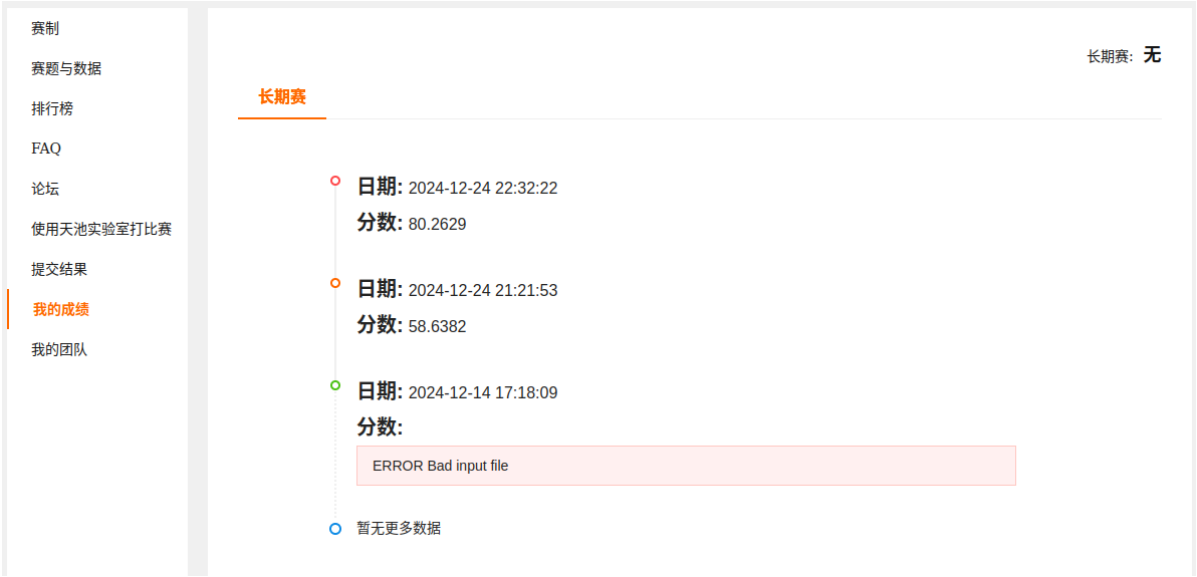 赛制
赛题与数据
排行榜
FAQ
论坛
使用天池实验室打比赛
提交结果
我的成绩
我的团队
长期赛: 无
长期赛
日期: 2024-12-24 22:32:22
分数: 80.2629
日期: 2024-12-24 21:21:53
分数: 58.6382
日期: 2024-12-14 17:18:09
分数:
ERROR Bad input file
暂无更多数据